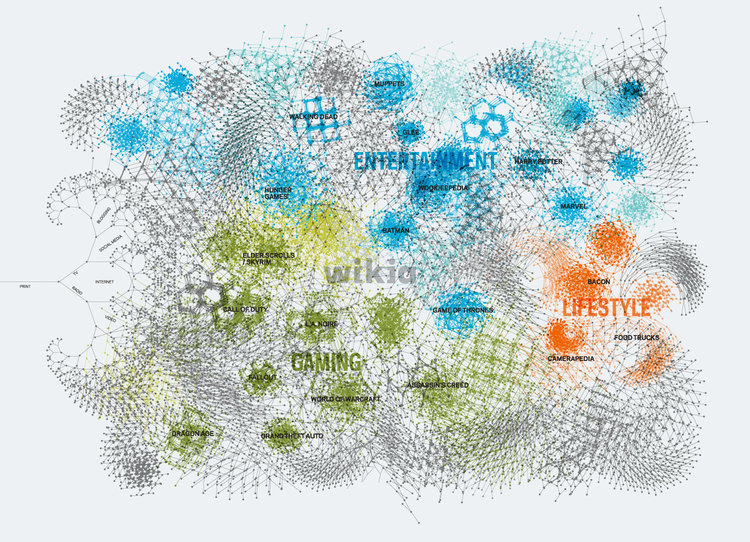 MUPPETS
WALKING DEAD
GLEE
ENTERTAINMENT
HARRY POTTER
WOOKIEEPEDIA
HUNGER
GAMES
MARVEL
BLOGGING
SOCIAL MEDIA
BATMAN
ELDER SCROLLS
/ SKYRIM
wikia
TV
INTERNET
PRINT
RADIO
VIDEO
BACON
CALL OF DUTY
GAME OF THRONES
LIFESTYLE
L.A. NOIRE
FOOD TRUCKS
GAMING
CAMERAPEDIA
FALLOUT
ASSASSIN'S CREED
WORLD OF WARCRAFT
DRAGON AGE
GRAND THEFT AUTO